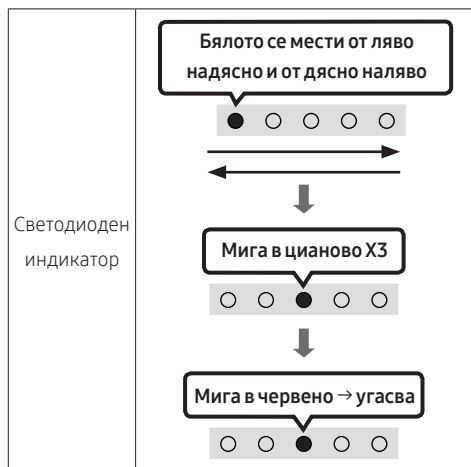 Бялото се мести от ляво
надясно и от дясно наляво
Светодиоден
индикатор
Мига в цианово X3
Мига в червено → угасва